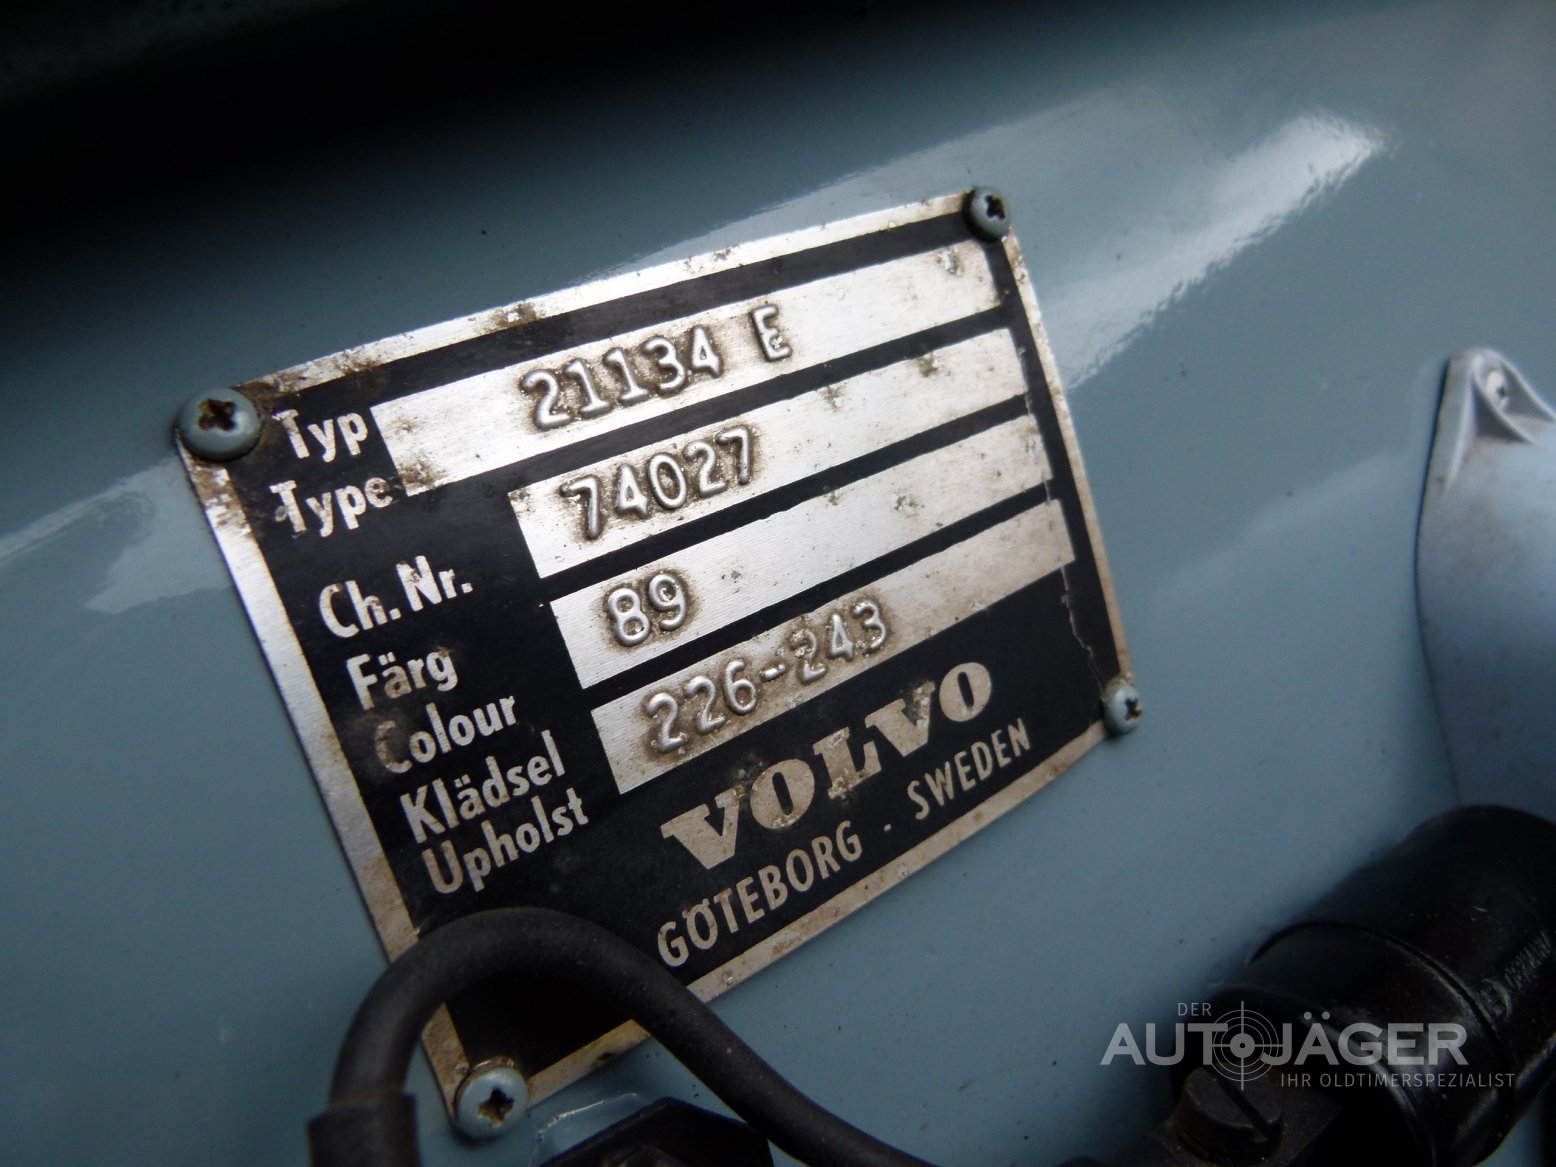 Typ
Type
21134 E
Ch.Nr.
74027
Färg
Colour
89
Klädsel
Upholst
226-243
VOLVO
GÖTEBORG . SWEDEN
DER
AUTOJÄGER
IHR OLDTIMERSPEZIALIST